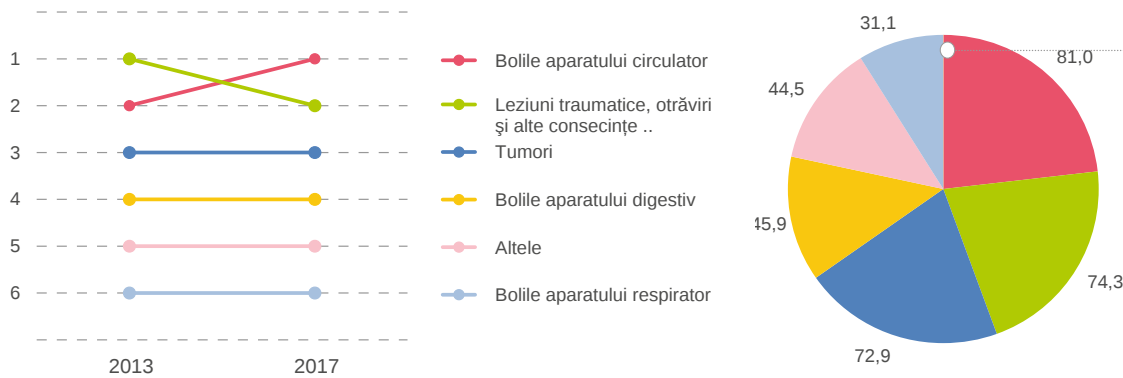 1
2
3
4
5
6
2013 2017
Bolile aparatului circulator
Leziuni traumatice, otrăviri
şi alte consecințe ..
Tumori
Bolile aparatului digestiv
Altele
Bolile aparatului respirator
31,1
81,0
44,5
45,9
74,3
72,9